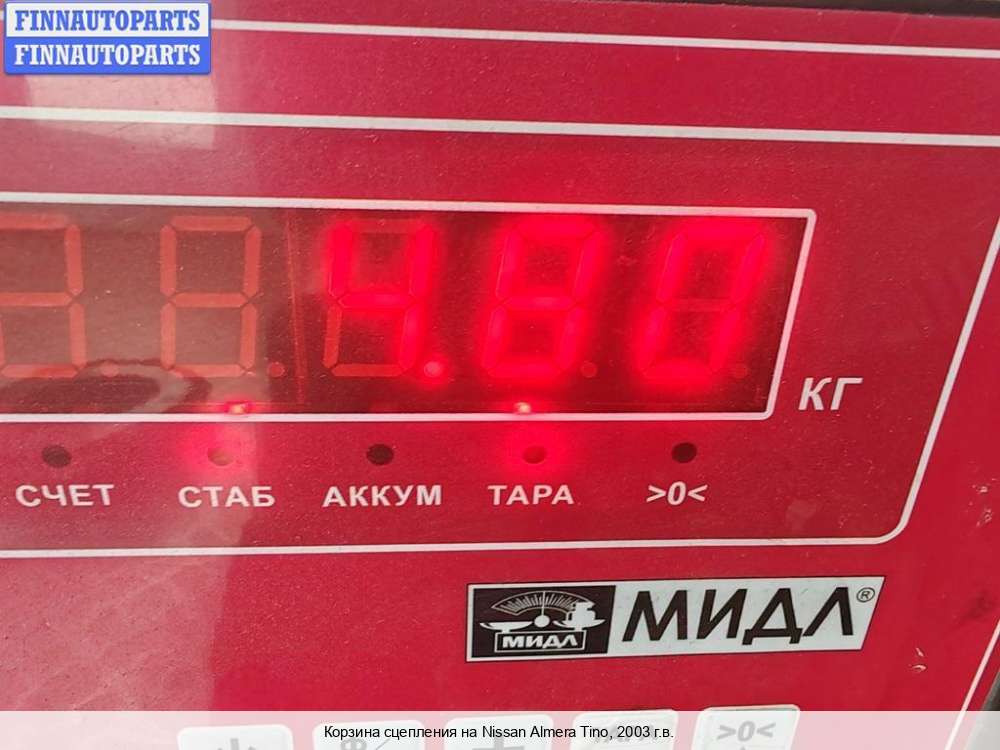 FINNAUTOPARTS
FINNAUTOPARTS
4.80
КГ
СЧЕТ СТАБ АККУМ ТАРА >0<
МИДЛ МИДЛ®
>0<
Корзина сцепления на Nissan Almera Tino, 2003 г.в.